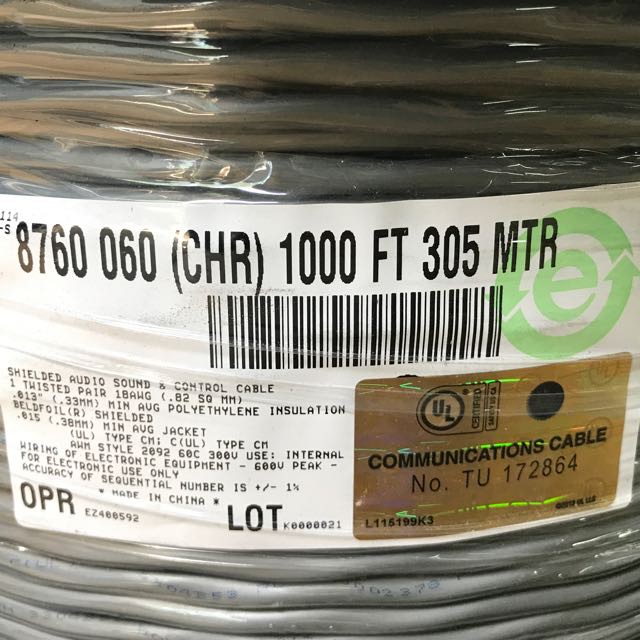 114
-S
8760 060 (CHR) 1000 FT 305 MTR
e
SHIELDED AUDIO SOUND & CONTROL CABLE
1 TWISTED PAIR 18AWG (.82 SQ MM)
.013" (.33MM) MIN AVG POLYETHYLENE INSULATION
BELDFOIL(R) SHIELDED
.015 (.38MM) MIN AVG JACKET
(UL) TYPE CM; C(UL) TYPE CM
AWM STYLE 2092 60C 300V USE: INTERNAL
WIRING OF ELECTRONIC EQUIPMENT - 600V PEAK -
ELECTRONIC USE ONLY
ACCURACY OF SEQUENTIAL NUMBER IS +/- 1%
* MADE IN CHINA *
OPR EZ400592 LOT K0000021
UL
COMMUNICATIONS CABLE
No. TU 172864
L115199K3